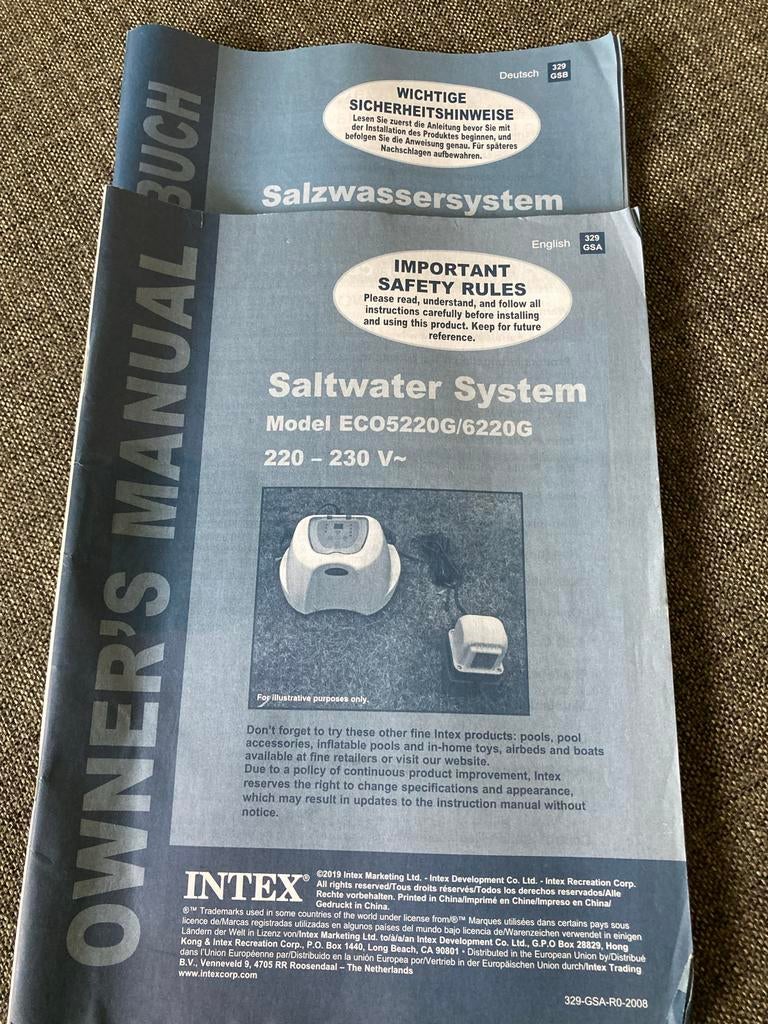 Deutsch 329 GSB
WICHTIGE
SICHERHEITSHINWEISE
Lesen Sie zuerst die Anleitung bevor Sie mit
der Installation des Produktes beginnen, und
befolgen Sie die Anweisung genau. Für späteres
Nachschlagen aufbewahren.
Salzwassersystem
BUCH
OWNER'S MANUAL
English 329 GSA
IMPORTANT
SAFETY RULES
Please read, understand, and follow all
instructions carefully before installing
and using this product. Keep for future
reference.
Saltwater System
Model ECO5220G/6220G
220 – 230 V~
For illustrative purposes only.
Don't forget to try these other fine Intex products: pools, pool
accessories, inflatable pools and in-home toys, airbeds and boats
available at fine retailers or visit our website.
Due to a policy of continuous product improvement, Intex
reserves the right to change specifications and appearance,
which may result in updates to the instruction manual without
notice.
INTEX®
©2019 Intex Marketing Ltd. - Intex Development Co. Ltd. - Intex Recreation Corp.
All rights reserved/Tous droits réservés/Todos los derechos reservados/Alle
Rechte vorbehalten. Printed in China/Imprimé en Chine/Impreso en China/
Gedruckt in China.
®™ Trademarks used in some countries of the world under license from/®™ Marques utilisées dans certains pays sous
licence de/Marcas registradas utilizadas en algunos países del mundo bajo licencia de/Warenzeichen verwendet in einigen
Ländern der Welt in Lizenz von/Intex Marketing Ltd. to/à/a/an Intex Development Co. Ltd., G.P.O Box 28829, Hong
Kong & Intex Recreation Corp., P.O. Box 1440, Long Beach, CA 90801 • Distributed in the European Union by/Distribué
dans l'Union Européenne par/Distribuido en la unión Europea por/Vertrieb in der Europäischen Union durch/Intex Trading
B.V., Venneveld 9, 4705 RR Roosendaal – The Netherlands
www.intexcorp.com
329-GSA-R0-2008